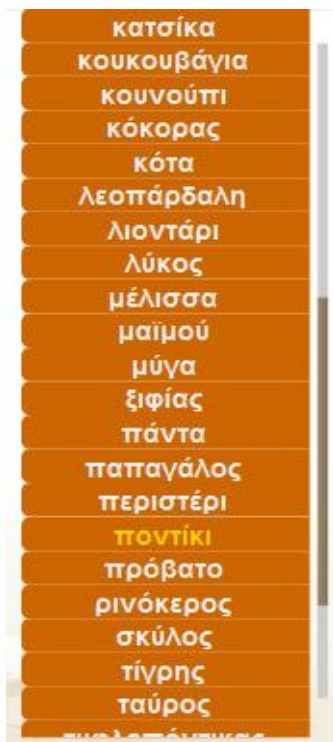 κατσίκα
κουκουβάγια
κουνούπι
κόκορας
κότα
λεοπάρδαλη
λιοντάρι
λύκος
μέλισσα
μαϊμού
μύγα
ξιφίας
πάντα
παπαγάλος
περιστέρι
ποντίκι
πρόβατο
ρινόκερος
σκύλος
τίγρης
ταύρος